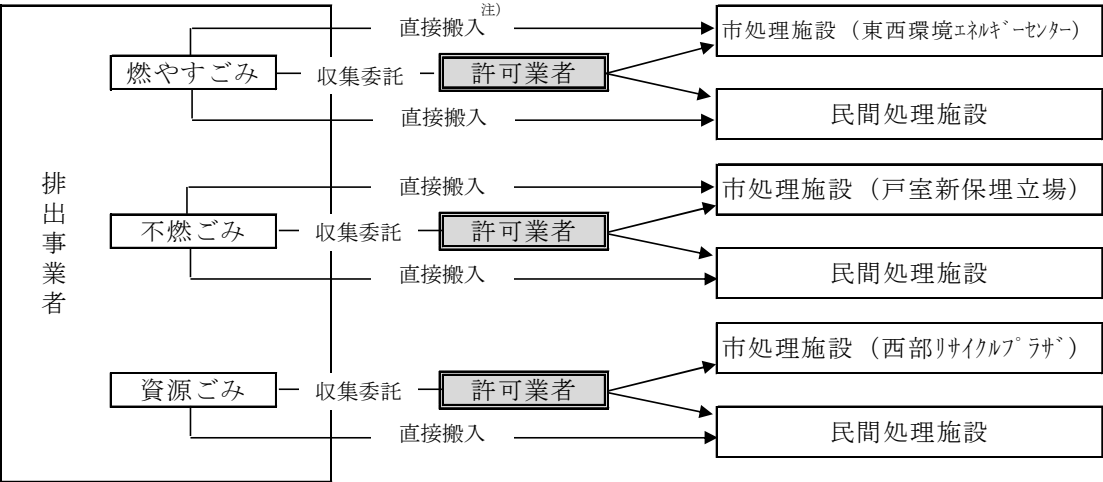 排出事業者
直接搬入注)
市処理施設（東西環境ｴﾈﾙｷﾞｰｾﾝﾀｰ）
燃やすごみ
収集委託
許可業者
直接搬入
民間処理施設
直接搬入
市処理施設（戸室新保埋立場）
不燃ごみ
収集委託
許可業者
直接搬入
民間処理施設
市処理施設（西部ﾘｻｲｸﾙﾌﾟﾗｻﾞ）
資源ごみ
収集委託
許可業者
直接搬入
民間処理施設